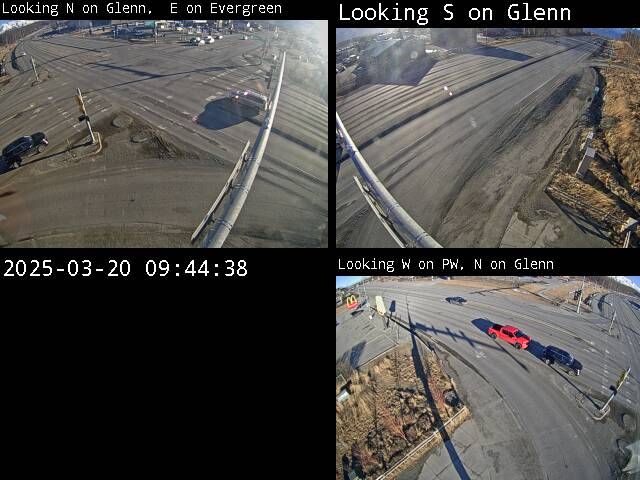 Looking N on Glenn,  E on Evergreen
Looking S on Glenn
2025-03-20 09:44:38
Looking W on PW, N on Glenn